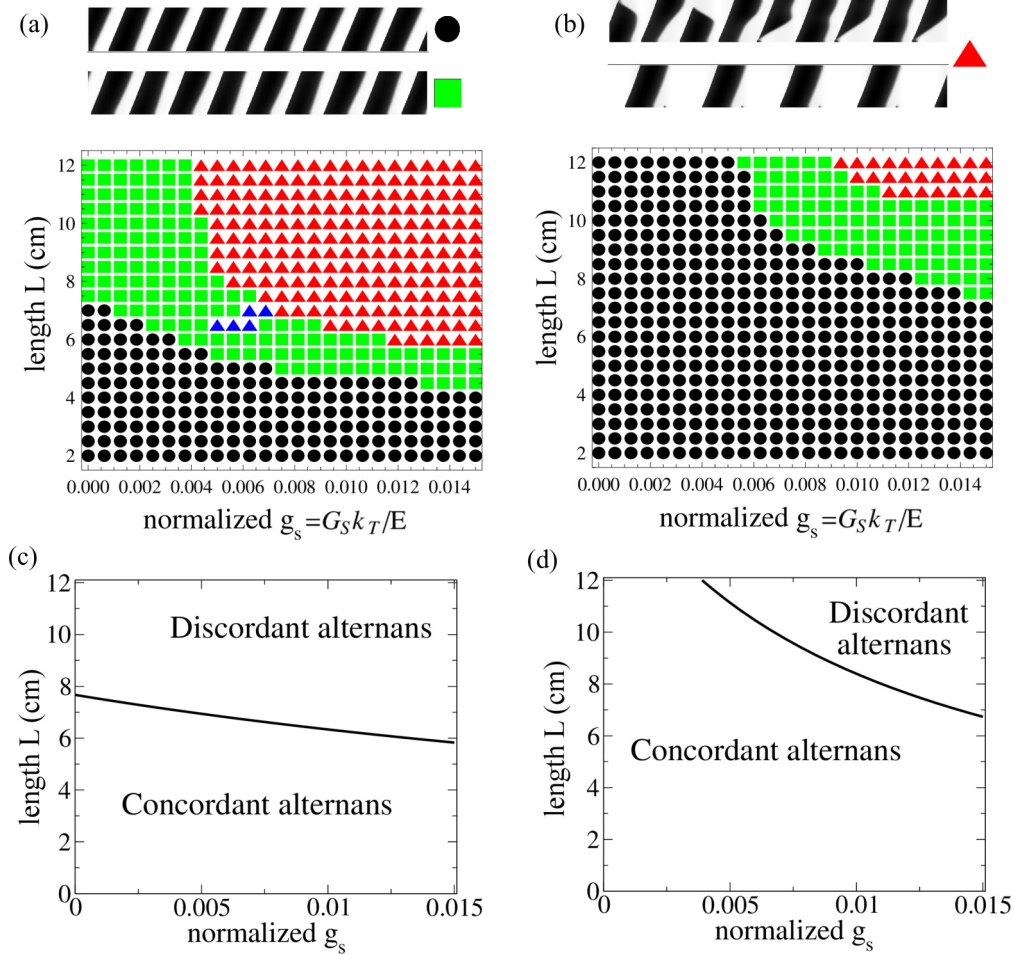 (a)
(b)
length L (cm)
12
10
8
6
4
2
0.000 0.002 0.004 0.006 0.008 0.010 0.012 0.014
normalized g_s=G_S k_T/E
length L (cm)
12
10
8
6
4
2
0.000 0.002 0.004 0.006 0.008 0.010 0.012 0.014
normalized g_s=G_S k_T/E
(c)
length L (cm)
12
10
8
6
4
2
0
Discordant alternans
Concordant alternans
0 0.005 0.01 0.015
normalized g_s
(d)
length L (cm)
12
10
8
6
4
2
0
Discordant
alternans
Concordant alternans
0.005 0.01 0.015
normalized g_s